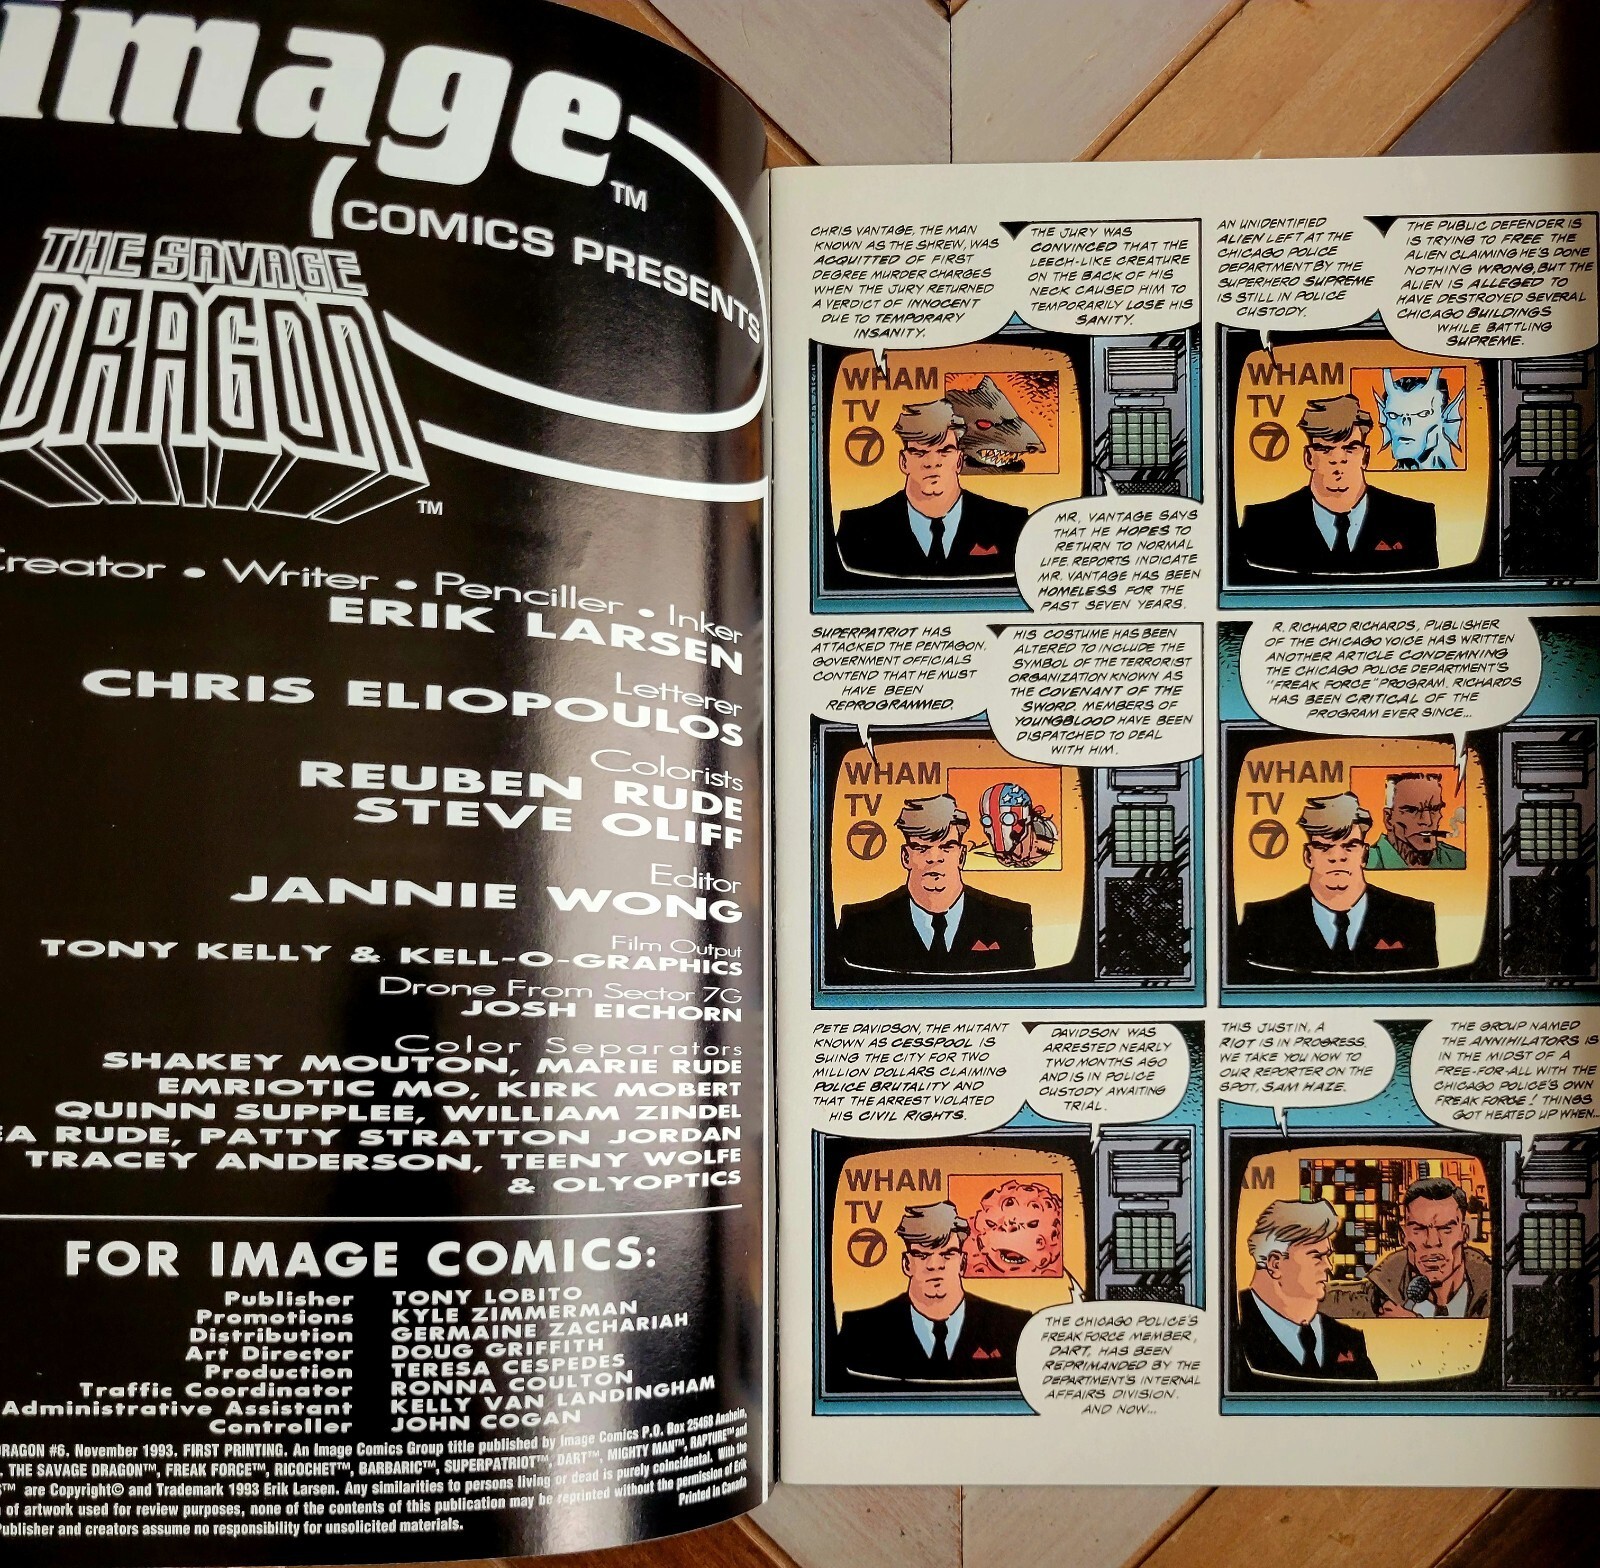 image
TM
COMICS PRESENTS
THE SAVAGE
DRAGON
TM
Creator • Writer • Penciller • Inker
ERIK LARSEN
Letterer
CHRIS ELIOPOULOS
Colorists
REUBEN RUDE
STEVE OLIFF
Editor
JANNIE WONG
Film Output
TONY KELLY & KELL-O-GRAPHICS
Drone From Sector 7G
JOSH EICHORN
Color Separators
SHAKEY MOUTON, MARIE RUDE
EMRIOTIC MO, KIRK MOBERT
QUINN SUPPLEE, WILLIAM ZINDEL
EA RUDE, PATTY STRATTON JORDAN
TRACEY ANDERSON, TEENY WOLFE
& OLYOPTICS
FOR IMAGE COMICS:
Publisher TONY LOBITO
Promotions KYLE ZIMMERMAN
Distribution GERMAINE ZACHARIAH
Art Director DOUG GRIFFITH
Production TERESA CESPEDES
Traffic Coordinator RONNA COULTON
Administrative Assistant KELLY VAN LANDINGHAM
Controller JOHN COGAN
DRAGON #6. November 1993. FIRST PRINTING. An Image Comics Group title published by Image Comics P.O. Box 25468 Anaheim,
THE SAVAGE DRAGON™, FREAK FORCE™, RICOCHET™, BARBARIC™, SUPERPATRIOT™, DART™, MIGHTY MAN™, RAPTURE™ and
™ are Copyright© and Trademark 1993 Erik Larsen. Any similarities to persons living or dead is purely coincidental. With the
of artwork used for review purposes, none of the contents of this publication may be reprinted without the permission of Erik
Publisher and creators assume no responsibility for unsolicited materials.
Printed in Canada
CHRIS VANTAGE, THE MAN
KNOWN AS THE SHREW, WAS
ACQUITTED OF FIRST
DEGREE MURDER CHARGES
WHEN THE JURY RETURNED
A VERDICT OF INNOCENT
DUE TO TEMPORARY
INSANITY.
THE JURY WAS
CONVINCED THAT THE
LEECH-LIKE CREATURE
ON THE BACK OF HIS
NECK CAUSED HIM TO
TEMPORARILY LOSE HIS
SANITY.
WHAM
TV
7
MR. VANTAGE SAYS
THAT HE HOPES TO
RETURN TO NORMAL
LIFE. REPORTS INDICATE
MR. VANTAGE HAS BEEN
HOMELESS FOR THE
PAST SEVEN YEARS.
AN UNIDENTIFIED
ALIEN LEFT AT THE
CHICAGO POLICE
DEPARTMENT BY THE
SUPERHERO SUPREME
IS STILL IN POLICE
CUSTODY.
THE PUBLIC DEFENDER IS
IS TRYING TO FREE THE
ALIEN CLAIMING HE'S DONE
NOTHING WRONG, BUT THE
ALIEN IS ALLEGED TO
HAVE DESTROYED SEVERAL
CHICAGO BUILDINGS
WHILE BATTLING
SUPREME.
WHAM
TV
7
SUPERPATRIOT HAS
ATTACKED THE PENTAGON.
GOVERNMENT OFFICIALS
CONTEND THAT HE MUST
HAVE BEEN
REPROGRAMMED.
HIS COSTUME HAS BEEN
ALTERED TO INCLUDE THE
SYMBOL OF THE TERRORIST
ORGANIZATION KNOWN AS
THE COVENANT OF THE
SWORD. MEMBERS OF
YOUNGBLOOD HAVE BEEN
DISPATCHED TO DEAL
WITH HIM.
WHAM
TV
7
R. RICHARD RICHARDS, PUBLISHER
OF THE CHICAGO VOICE HAS WRITTEN
ANOTHER ARTICLE CONDEMNING
THE CHICAGO POLICE DEPARTMENT'S
"FREAK FORCE" PROGRAM. RICHARDS
HAS BEEN CRITICAL OF THE
PROGRAM EVER SINCE...
WHAM
TV
7
PETE DAVIDSON, THE MUTANT
KNOWN AS CESSPOOL IS
SUING THE CITY FOR TWO
MILLION DOLLARS CLAIMING
POLICE BRUTALITY AND
THAT THE ARREST VIOLATED
HIS CIVIL RIGHTS.
DAVIDSON WAS
ARRESTED NEARLY
TWO MONTHS AGO
AND IS IN POLICE
CUSTODY AWAITING
TRIAL.
WHAM
TV
7
THE CHICAGO POLICE'S
FREAK FORCE MEMBER,
DART, HAS BEEN
REPRIMANDED BY THE
DEPARTMENT'S INTERNAL
AFFAIRS DIVISION.
AND NOW...
THIS JUSTIN, A
RIOT IS IN PROGRESS.
WE TAKE YOU NOW TO
OUR REPORTER ON THE
SPOT, SAM HAZE.
THE GROUP NAMED
THE ANNIHILATORS IS
IN THE MIDST OF A
FREE-FOR-ALL WITH THE
CHICAGO POLICE'S OWN
FREAK FORCE! THINGS
GOT HEATED UP WHEN...
AM